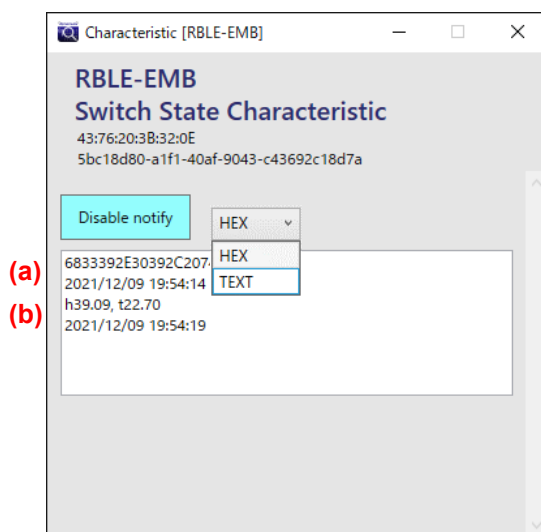 Characteristic [RBLE-EMB]
RBLE-EMB
Switch State Characteristic
43:76:20:3B:32:0E
5bc18d80-a1f1-40af-9043-c43692c18d7a
Disable notify
HEX
HEX
TEXT
(a)
6833392E30392C2074
2021/12/09 19:54:14
(b)
h39.09, t22.70
2021/12/09 19:54:19